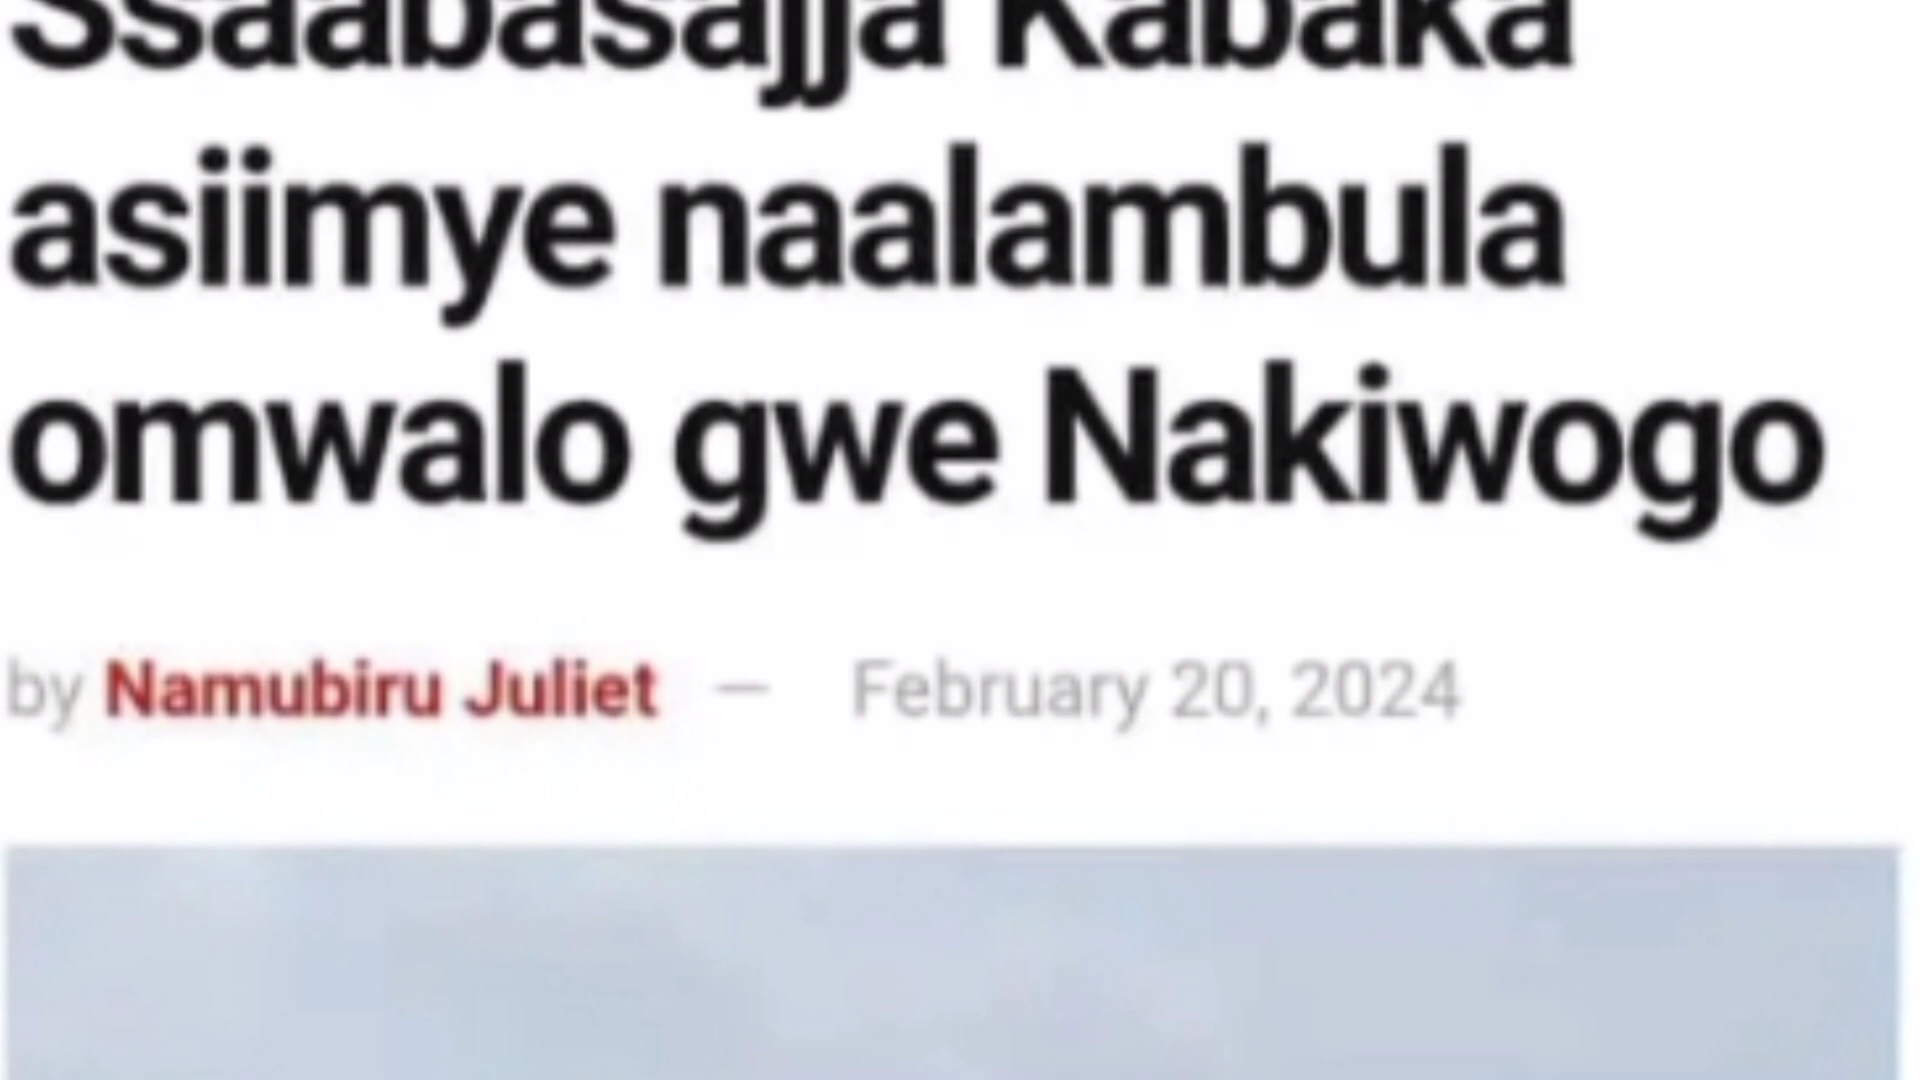 Ssaabasajja Kabaka
asiimye naalambula
omwalo gwe Nakiwogo
by Namubiru Juliet — February 20, 2024